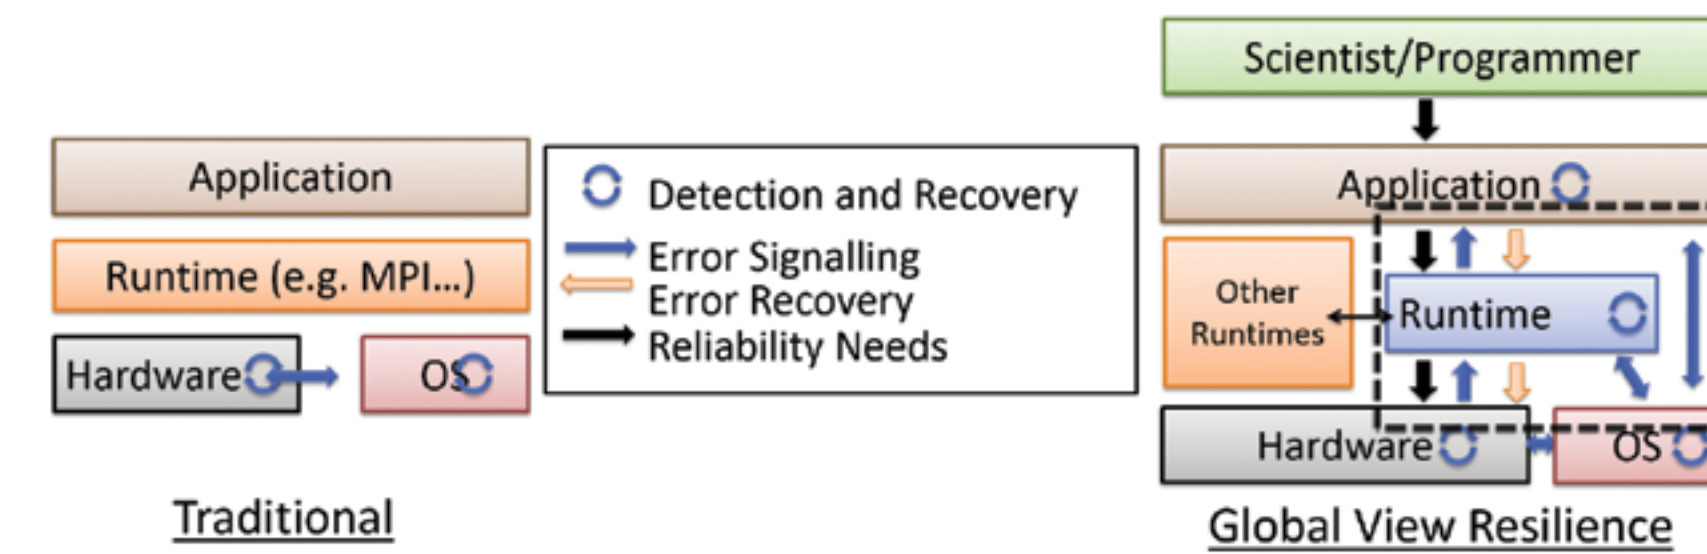 Application
Runtime (e.g. MPI...)
Hardware
OS
Traditional
Detection and Recovery
Error Signalling
Error Recovery
Reliability Needs
Scientist/Programmer
Application
Other
Runtimes
Runtime
Hardware
OS
Global View Resilience